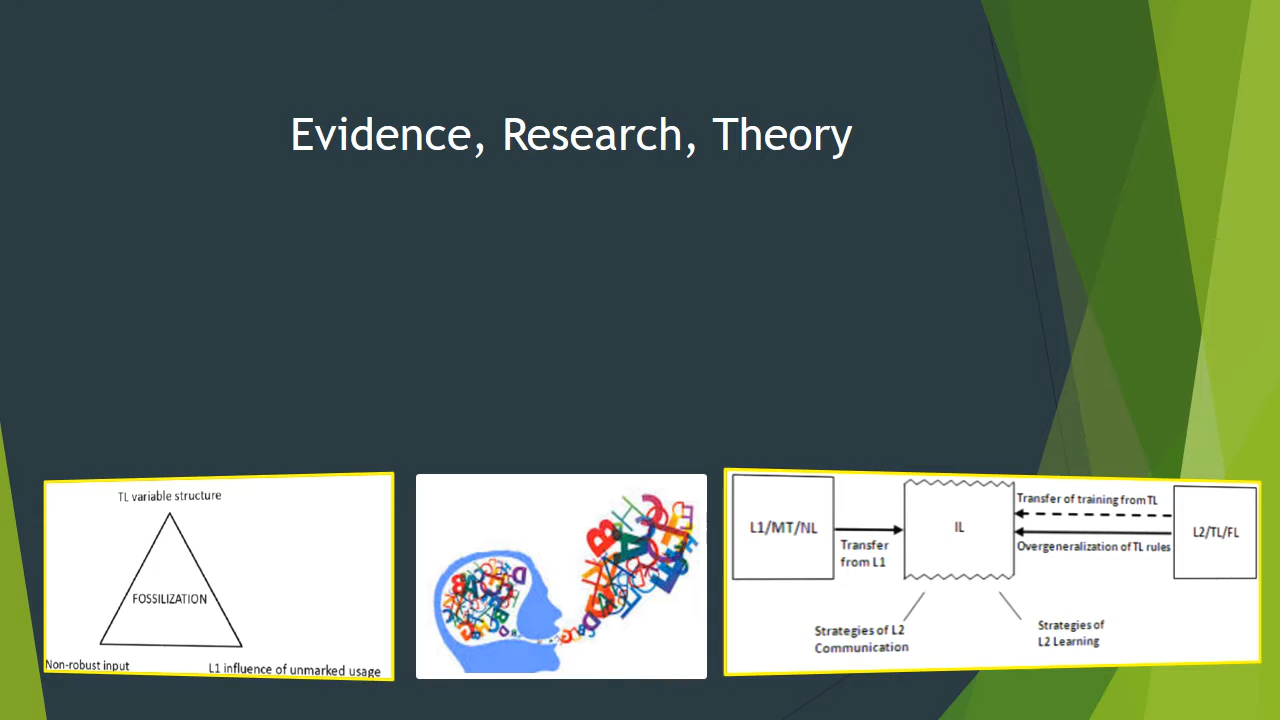 Evidence, Research, Theory
TL variable structure
FOSSILIZATION
Non-robust input
L1 influence of unmarked usage
L1/MT/NL
Transfer
from L1
IL
Transfer of training from TL
Overgeneralization of TL rules
L2/TL/FL
Strategies of L2
Communication
Strategies of
L2 Learning